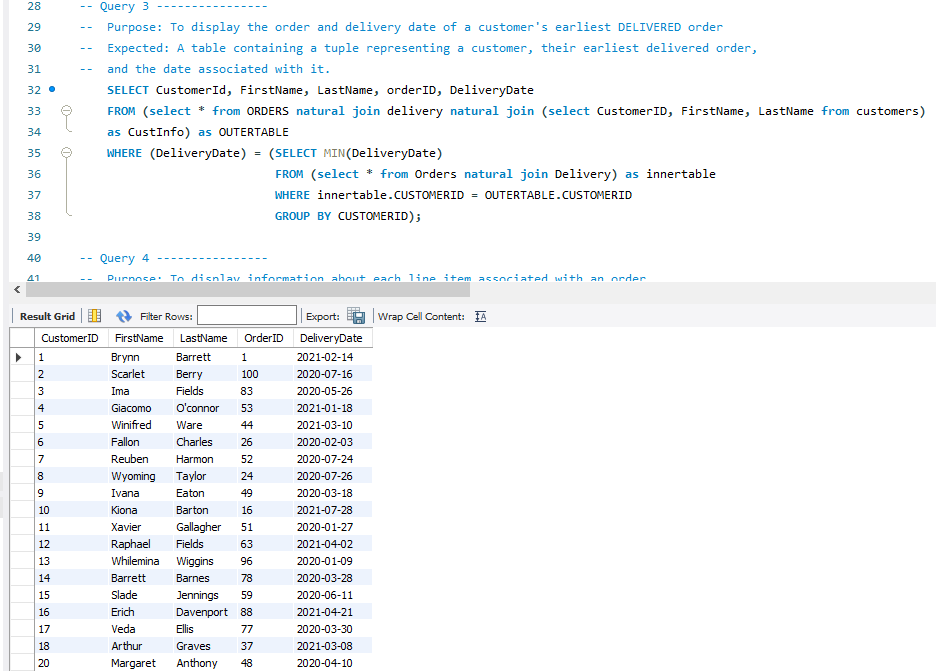 28 -- Query 3 ----------------
29 -- Purpose: To display the order and delivery date of a customer's earliest DELIVERED order
30 -- Expected: A table containing a tuple representing a customer, their earliest delivered order,
31 -- and the date associated with it.
32 SELECT CustomerId, FirstName, LastName, orderID, DeliveryDate
33 FROM (select * from ORDERS natural join delivery natural join (select CustomerID, FirstName, LastName from customers)
34 as CustInfo) as OUTERTABLE
35 WHERE (DeliveryDate) = (SELECT MIN(DeliveryDate)
36 FROM (select * from Orders natural join Delivery) as innertable
37 WHERE innertable.CUSTOMERID = OUTERTABLE.CUSTOMERID
38 GROUP BY CUSTOMERID);
39
40 -- Query 4 ----------------
41 -- Purpose: To display information about each line item associated with an order
Result Grid Filter Rows: Export: Wrap Cell Content:
CustomerID FirstName LastName OrderID DeliveryDate
1 Brynn Barrett 1 2021-02-14
2 Scarlet Berry 100 2020-07-16
3 Ima Fields 83 2020-05-26
4 Giacomo O'connor 53 2021-01-18
5 Winifred Ware 44 2021-03-10
6 Fallon Charles 26 2020-02-03
7 Reuben Harmon 52 2020-07-24
8 Wyoming Taylor 24 2020-07-26
9 Ivana Eaton 49 2020-03-18
10 Kiona Barton 16 2021-07-28
11 Xavier Gallagher 51 2020-01-27
12 Raphael Fields 63 2021-04-02
13 Whilemina Wiggins 96 2020-01-09
14 Barrett Barnes 78 2020-03-28
15 Slade Jennings 59 2020-06-11
16 Erich Davenport 88 2021-04-21
17 Veda Ellis 77 2020-03-30
18 Arthur Graves 37 2021-03-08
20 Margaret Anthony 48 2020-04-10